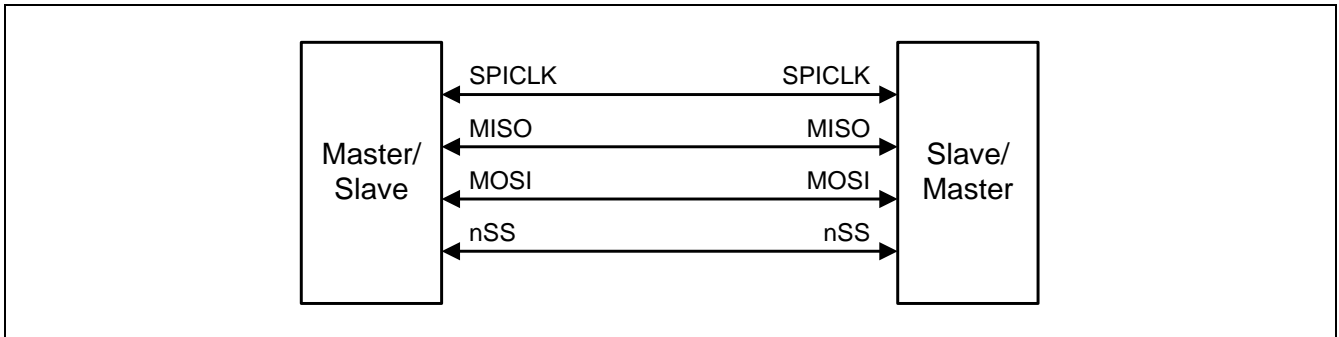 Master/
Slave
SPICLK SPICLK
MISO MISO
MOSI MOSI
nSS nSS
Slave/
Master